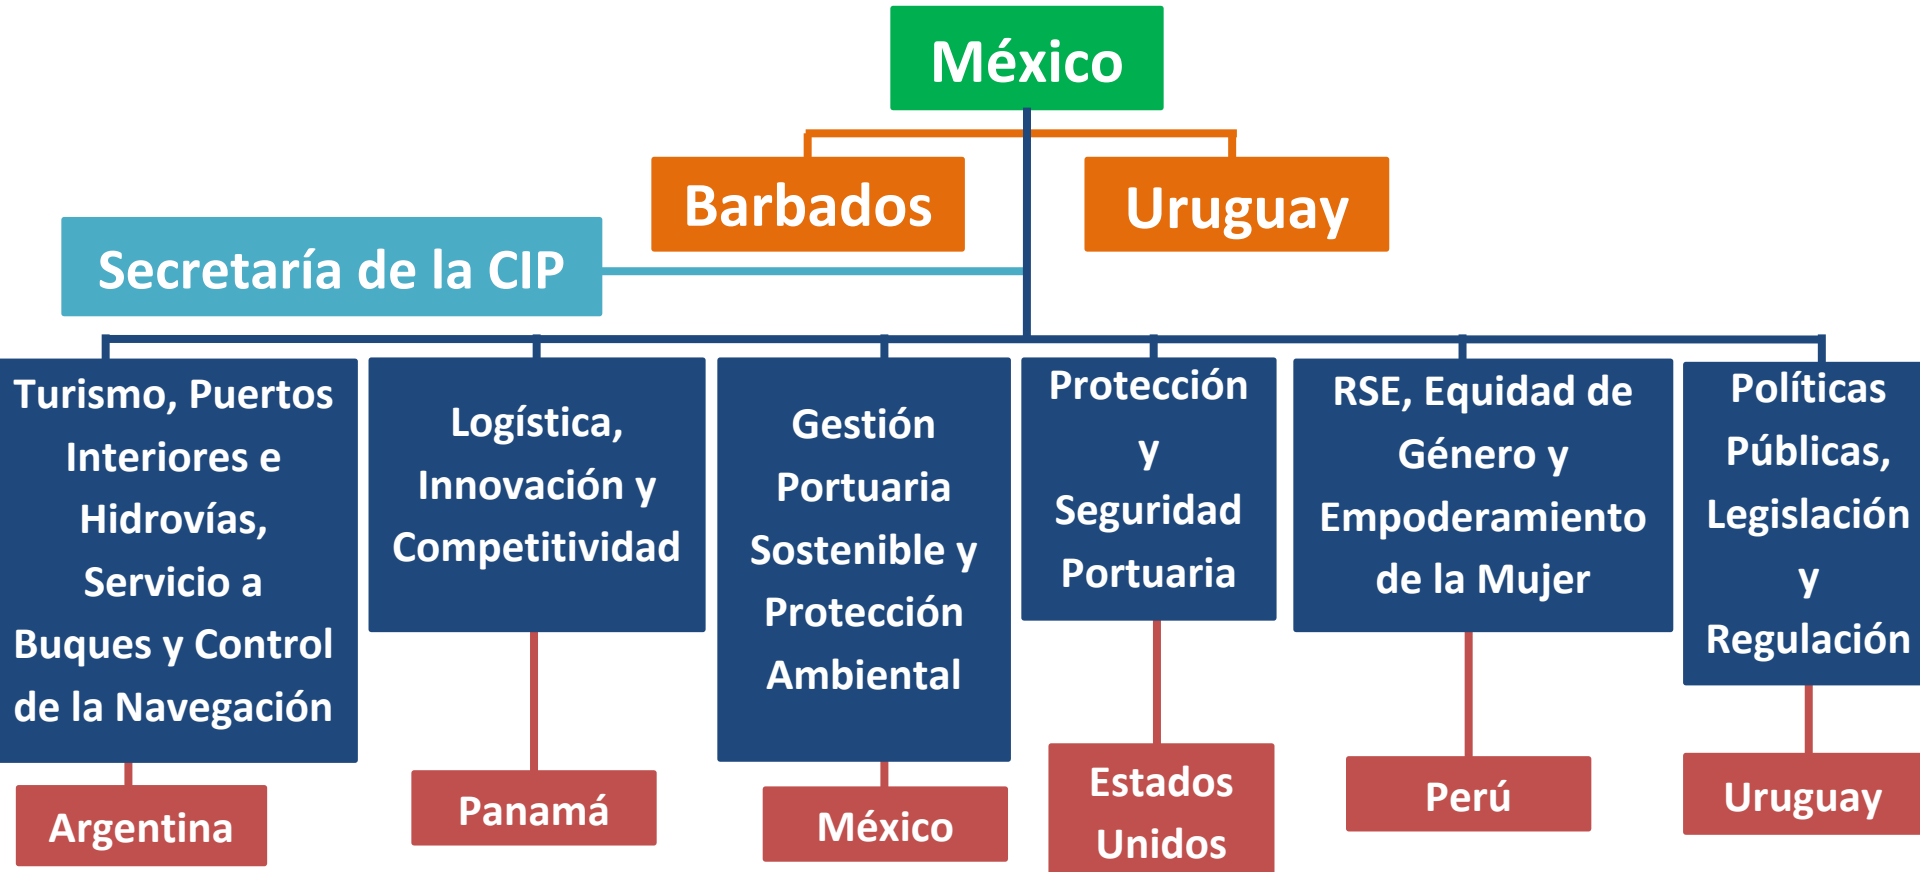 México
Barbados
Uruguay
Secretaría de la CIP
Turismo, Puertos
Interiores e
Hidrovías,
Servicio a
Buques y Control
de la Navegación
Logística,
Innovación y
Competitividad
Gestión
Portuaria
Sostenible y
Protección
Ambiental
Protección
y
Seguridad
Portuaria
RSE, Equidad de
Género y
Empoderamiento
de la Mujer
Políticas
Públicas,
Legislación
y
Regulación
Argentina
Panamá
México
Estados
Unidos
Perú
Uruguay